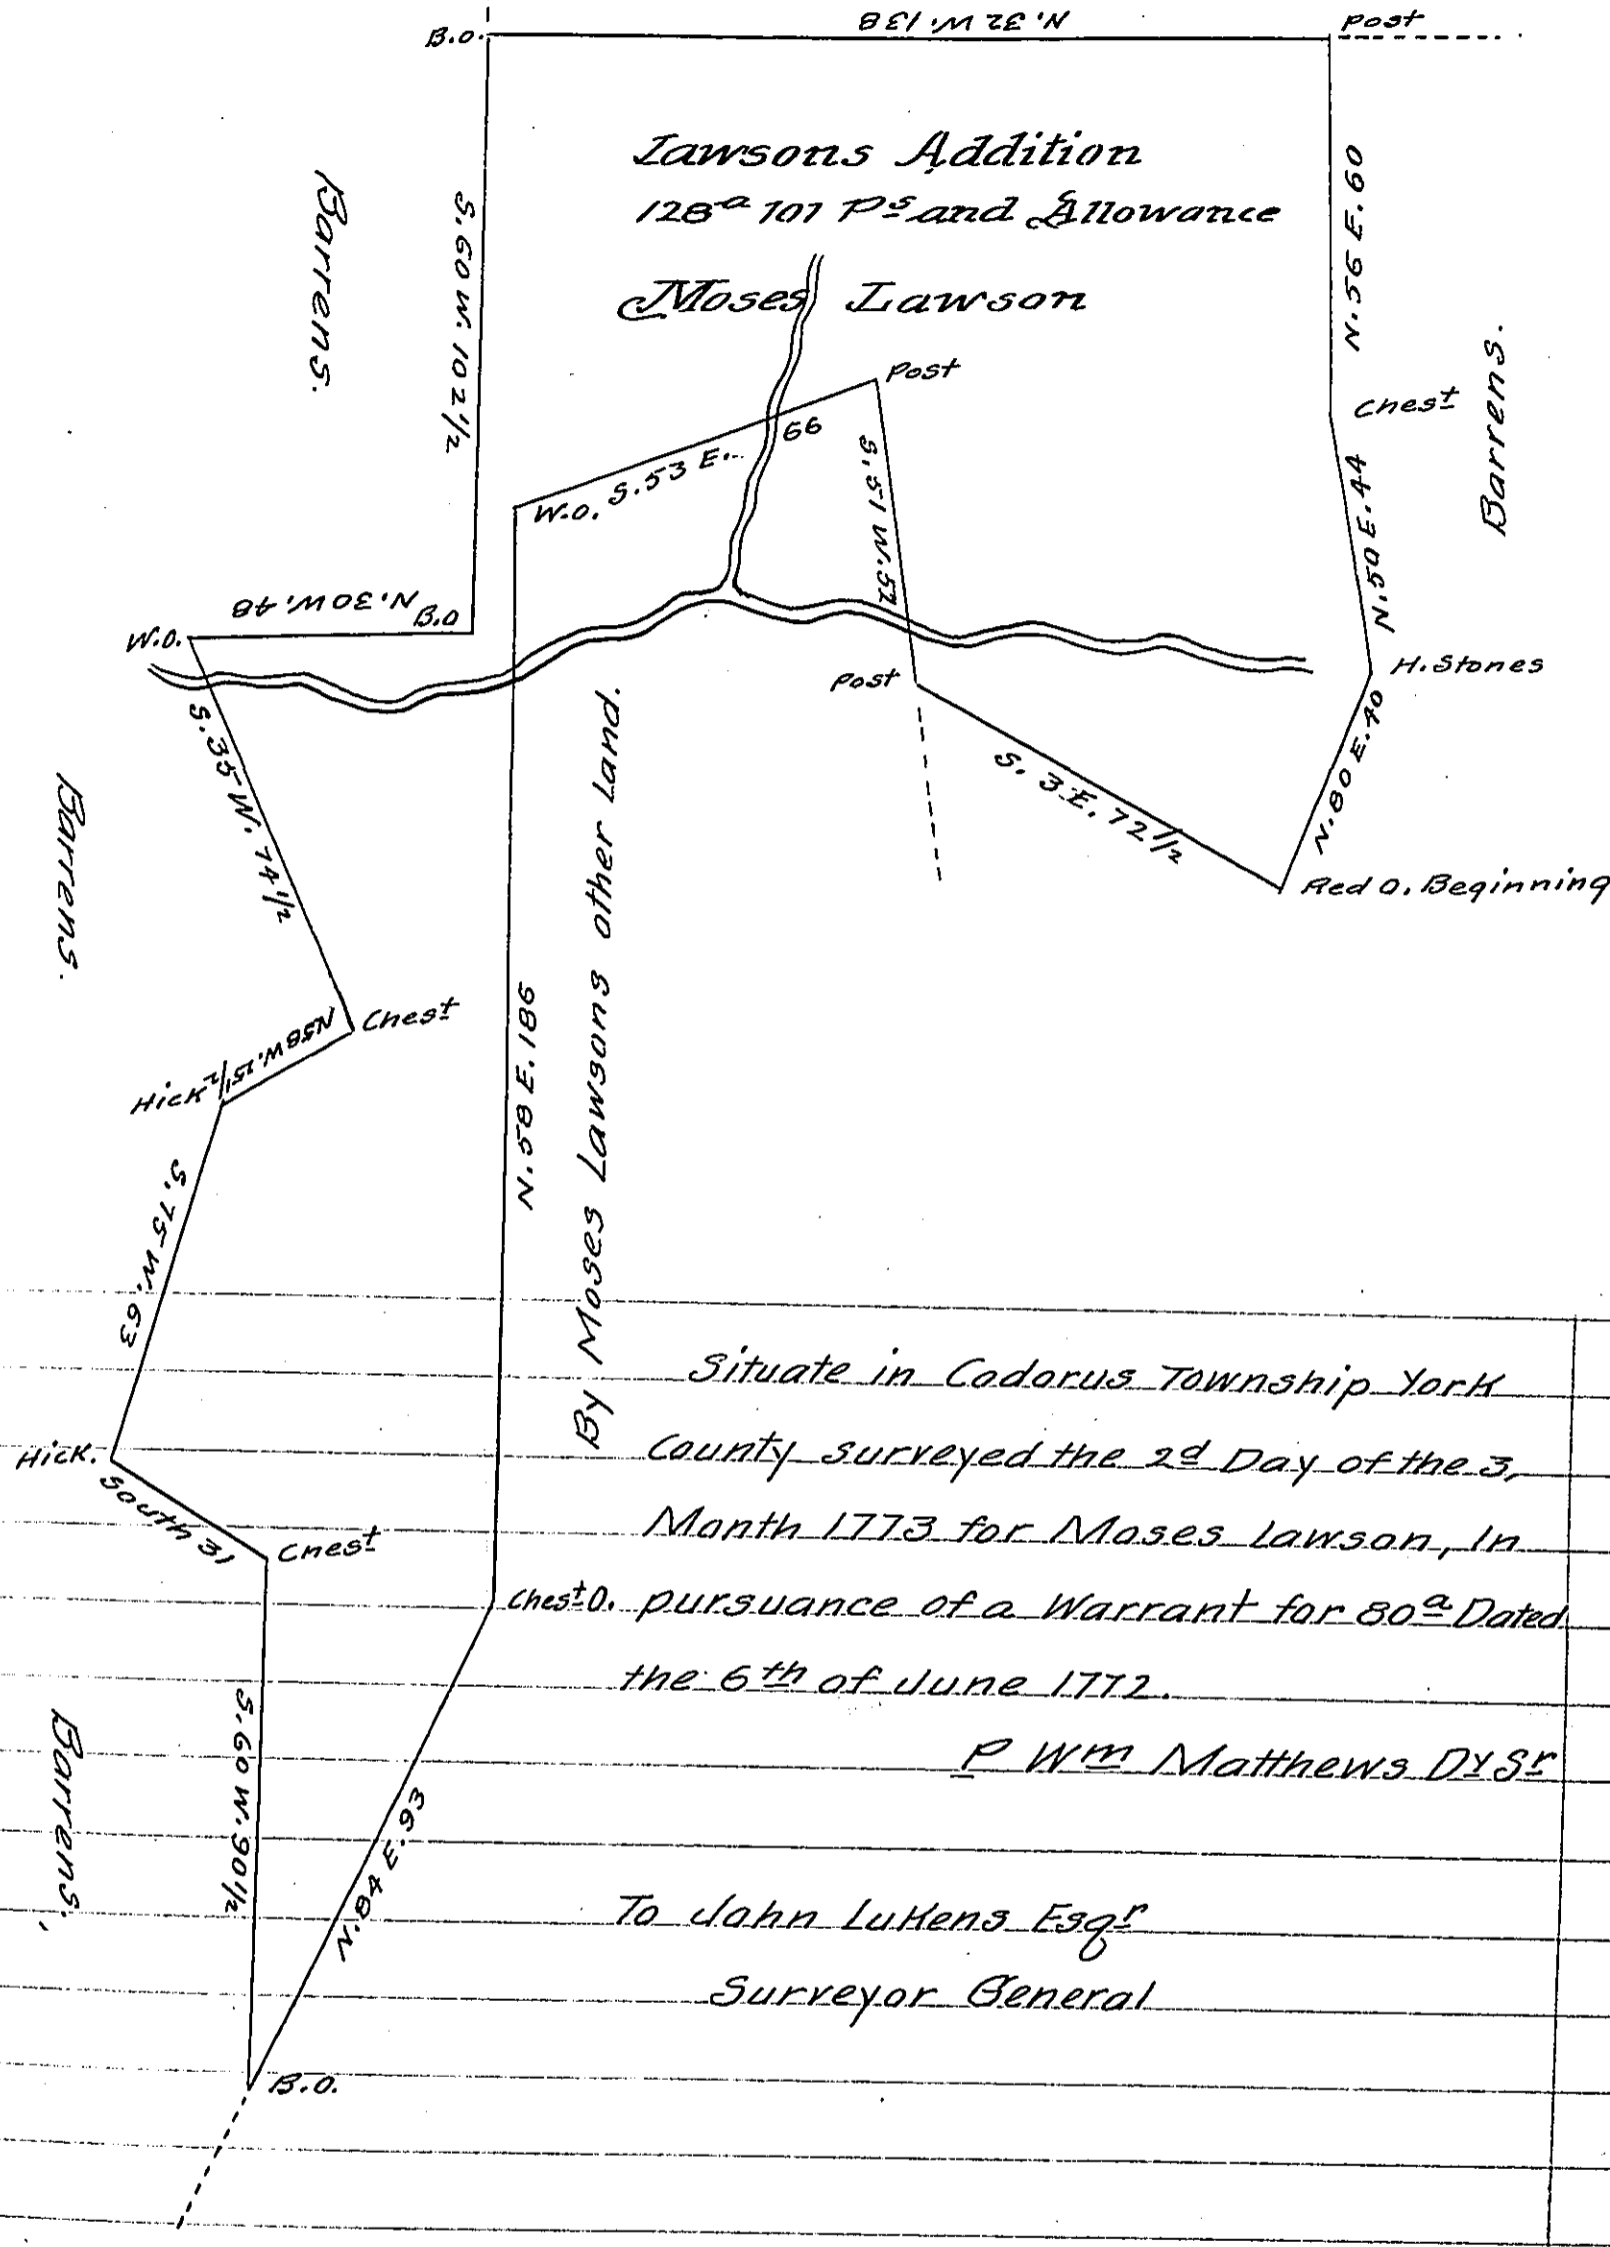 B.O.
N. 32 W. 138
Post
Lawsons Addition
128a 101 Ps and Allowance
Moses Lawson
Barrens.
S. 60 W. 102 1/2
N. 56 E. 60
Chest
Barrens.
Post
S. 53 E. 66
W.O.
S. 51 W. 52
N. 50 E. 44
N. 30 W. 48
B.O
W.O.
H. Stones
Post
S. 35 W. 74 1/2
S. 3 E. 72 1/2
N. 80 E. 40
Red O. Beginning
Barrens.
By Moses Lawsons other Land.
N. 58 E. 186
Chest
N 58 W. 25 1/2
Hick
S. 75 W. 63
Hick.
South 31
Chest
Chest O.
Situate in Codorus Township York
County surveyed the 2d Day of the 3,
Month 1773 for Moses Lawson, In
pursuance of a Warrant for 80a Dated
the 6th of June 1772.
P Wm Matthews Dy Sr
S. 60 W. 90 1/2
N. 84 E. 93
Barrens,
To John Lukens Esqr
Surveyor General
B.O.